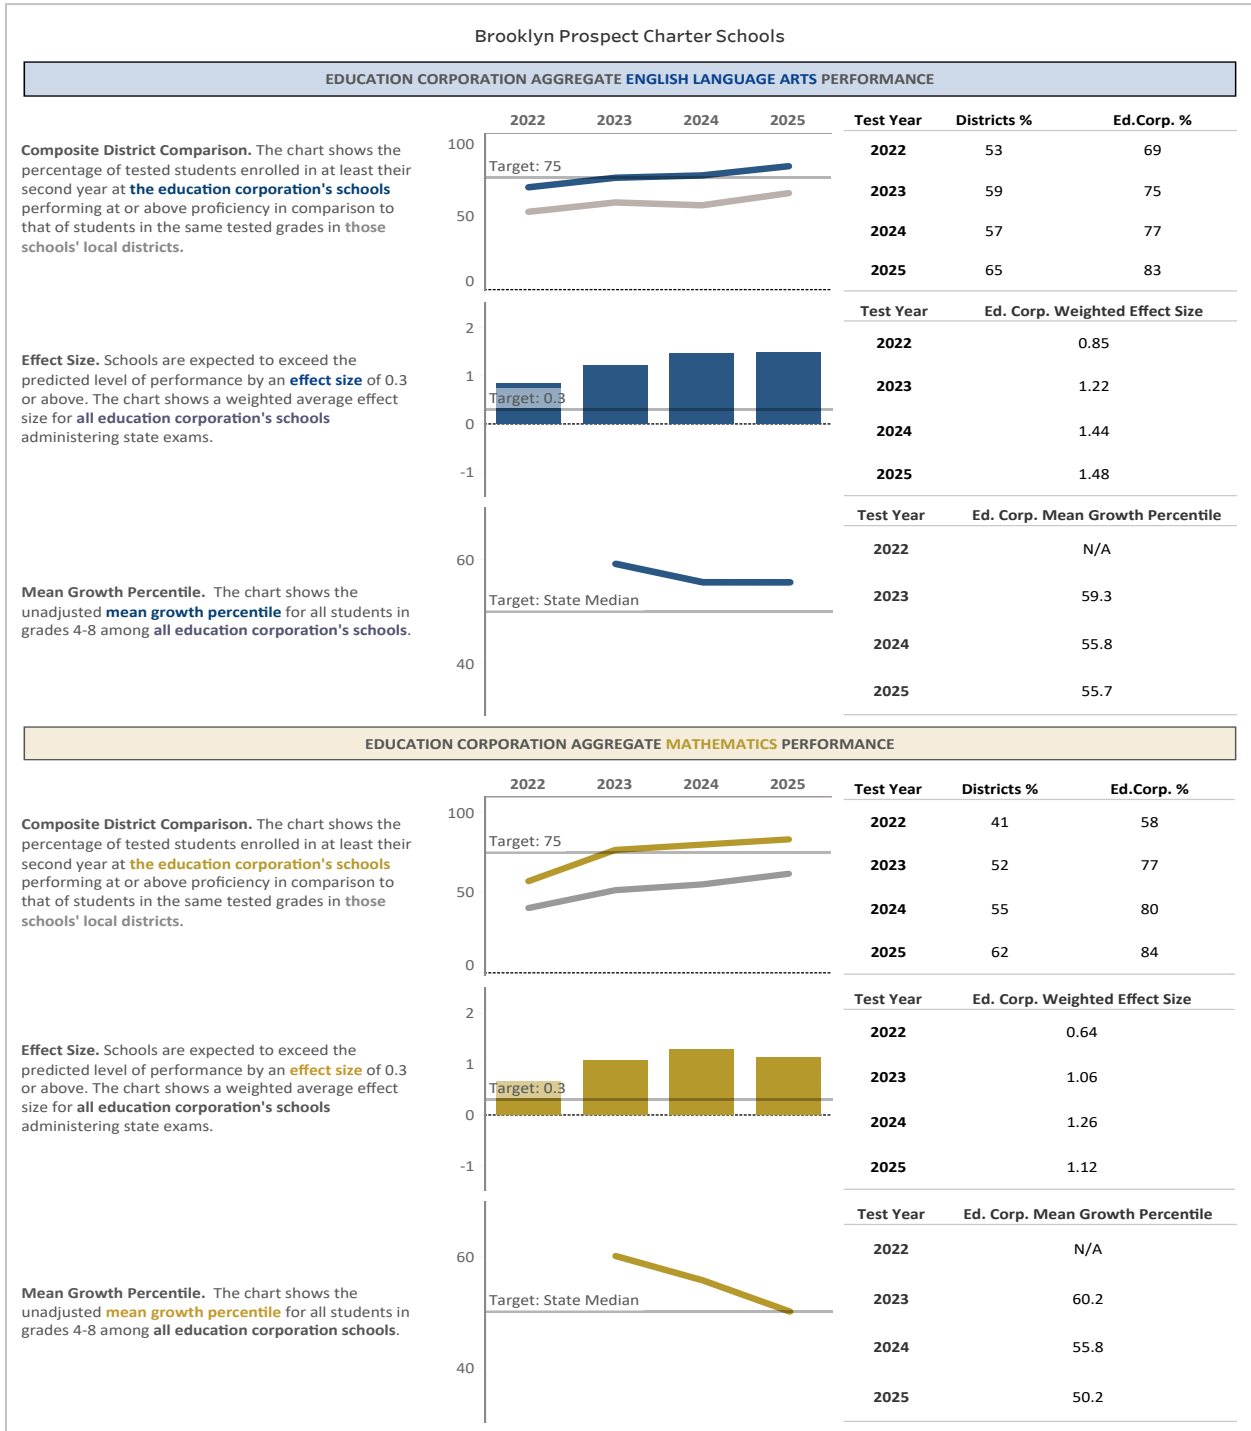 Brooklyn Prospect Charter Schools
EDUCATION CORPORATION AGGREGATE ENGLISH LANGUAGE ARTS PERFORMANCE
Composite District Comparison. The chart shows the
percentage of tested students enrolled in at least their
second year at the education corporation's schools
performing at or above proficiency in comparison to
that of students in the same tested grades in those
schools' local districts.
2022 2023 2024 2025
100
Target: 75
50
0
Test Year Districts % Ed.Corp. %
2022 53 69
2023 59 75
2024 57 77
2025 65 83
Effect Size. Schools are expected to exceed the
predicted level of performance by an effect size of 0.3
or above. The chart shows a weighted average effect
size for all education corporation's schools
administering state exams.
2
1
Target: 0.3
0
-1
Test Year Ed. Corp. Weighted Effect Size
2022 0.85
2023 1.22
2024 1.44
2025 1.48
Mean Growth Percentile. The chart shows the
unadjusted mean growth percentile for all students in
grades 4-8 among all education corporation's schools.
60
Target: State Median
40
Test Year Ed. Corp. Mean Growth Percentile
2022 N/A
2023 59.3
2024 55.8
2025 55.7
EDUCATION CORPORATION AGGREGATE MATHEMATICS PERFORMANCE
Composite District Comparison. The chart shows the
percentage of tested students enrolled in at least their
second year at the education corporation's schools
performing at or above proficiency in comparison to
that of students in the same tested grades in those
schools' local districts.
2022 2023 2024 2025
100
Target: 75
50
0
Test Year Districts % Ed.Corp. %
2022 41 58
2023 52 77
2024 55 80
2025 62 84
Effect Size. Schools are expected to exceed the
predicted level of performance by an effect size of 0.3
or above. The chart shows a weighted average effect
size for all education corporation's schools
administering state exams.
2
1
Target: 0.3
0
-1
Test Year Ed. Corp. Weighted Effect Size
2022 0.64
2023 1.06
2024 1.26
2025 1.12
Mean Growth Percentile. The chart shows the
unadjusted mean growth percentile for all students in
grades 4-8 among all education corporation schools.
60
Target: State Median
40
Test Year Ed. Corp. Mean Growth Percentile
2022 N/A
2023 60.2
2024 55.8
2025 50.2